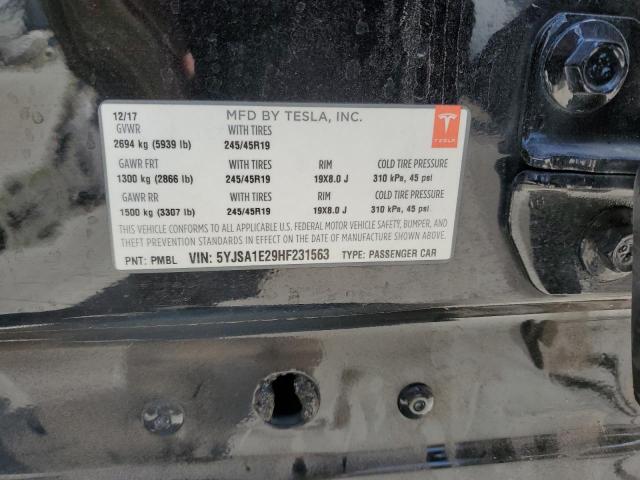 12/17 MFD BY TESLA, INC.
GVWR WITH TIRES
2694 kg (5939 lb) 245/45R19
TESLA
GAWR FRT WITH TIRES RIM COLD TIRE PRESSURE
1300 kg (2866 lb) 245/45R19 19X8.0 J 310 kPa, 45 psi
GAWR RR WITH TIRES RIM COLD TIRE PRESSURE
1500 kg (3307 lb) 245/45R19 19X8.0 J 310 kPa, 45 psi
THIS VEHICLE CONFORMS TO ALL APPLICABLE U.S. FEDERAL MOTOR VEHICLE SAFETY, BUMPER, AND
THEFT PREVENTION STANDARDS IN EFFECT ON THE DATE OF MANUFACTURE SHOWN ABOVE.
PNT: PMBL VIN: 5YJSA1E29HF231563 TYPE: PASSENGER CAR